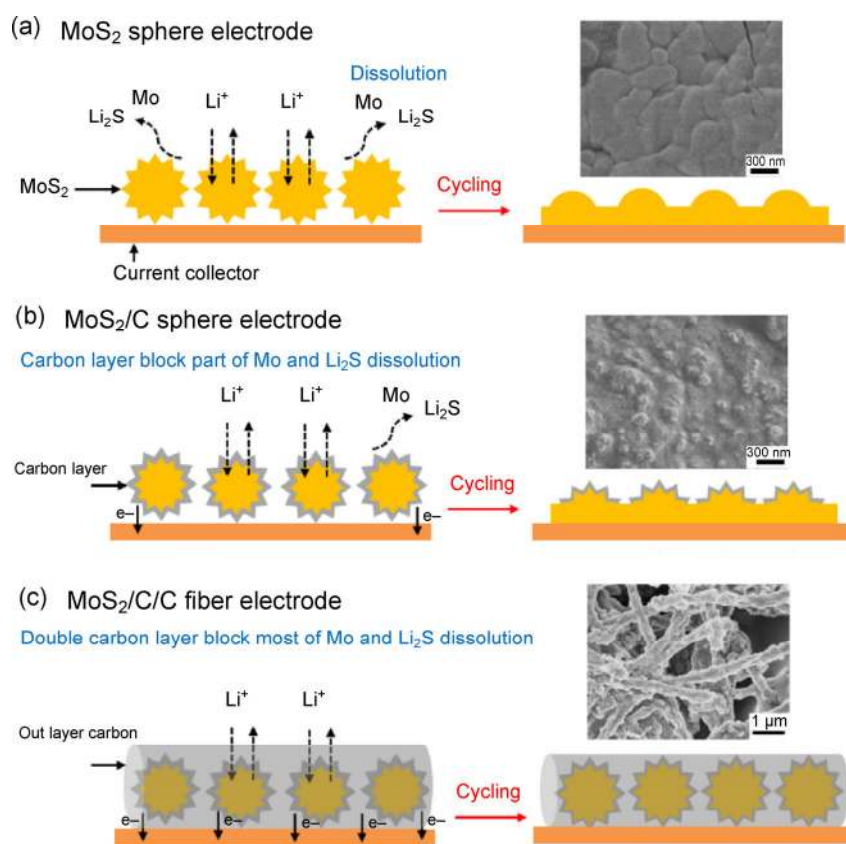 (a) MoS₂ sphere electrode
Dissolution
Mo Li⁺ Li⁺ Mo
Li₂S Li₂S
MoS₂
Cycling
300 nm
Current collector
(b) MoS₂/C sphere electrode
Carbon layer block part of Mo and Li₂S dissolution
Li⁺ Li⁺ Mo
Li₂S
300 nm
Carbon layer
Cycling
e– e–
(c) MoS₂/C/C fiber electrode
Double carbon layer block most of Mo and Li₂S dissolution
Li⁺ Li⁺
1 μm
Out layer carbon
Cycling
e– e– e– e– e–